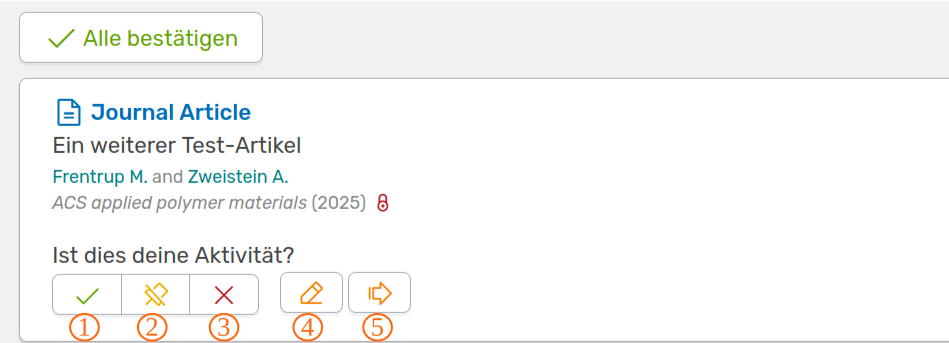 Alle bestätigen
Journal Article
Ein weiterer Test-Artikel
Frentrup M. and Zweistein A.
ACS applied polymer materials (2025)
Ist dies deine Aktivität?
1 2 3 4 5